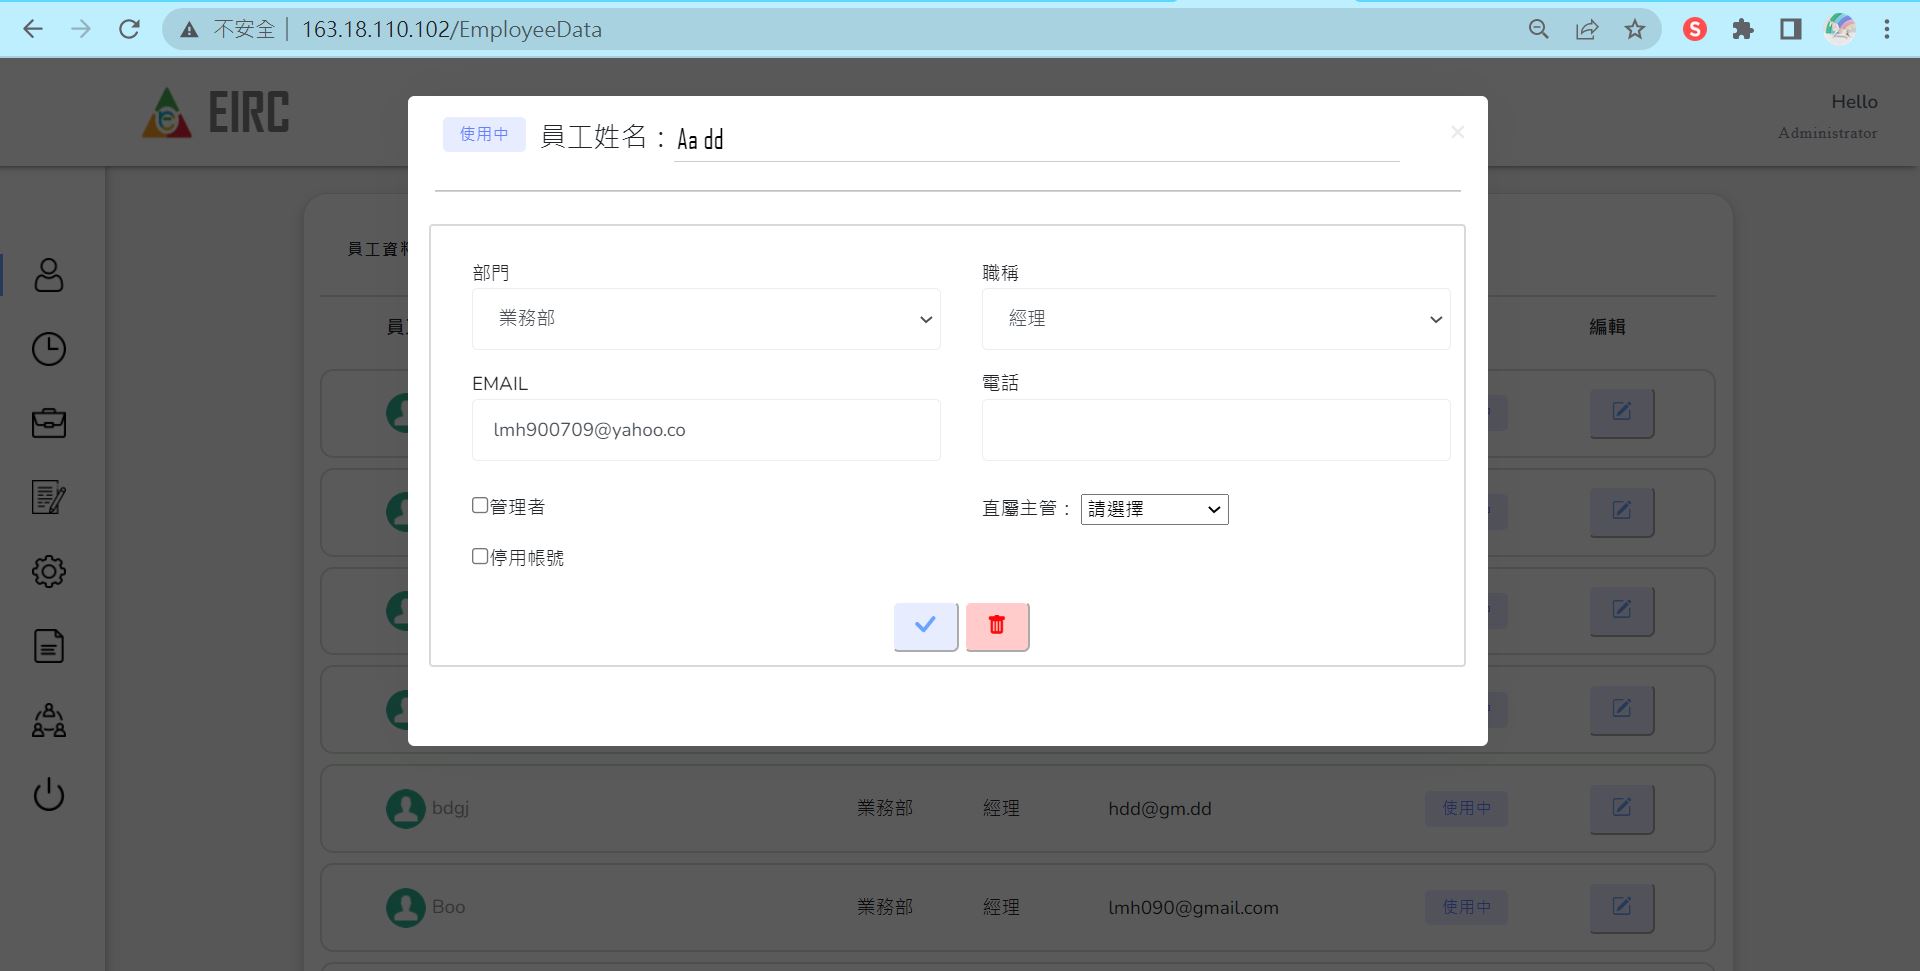 不安全 163.18.110.102/EmployeeData
S
e EIRC
Hello
Administrator
使用中 員工姓名：Aa dd ×
員工資料
部門 職稱
業務部 經理
編輯
EMAIL 電話
lmh900709@yahoo.co
管理者 直屬主管： 請選擇
停用帳號
bdgj 業務部 經理 hdd@gm.dd 使用中
Boo 業務部 經理 lmh090@gmail.com 使用中